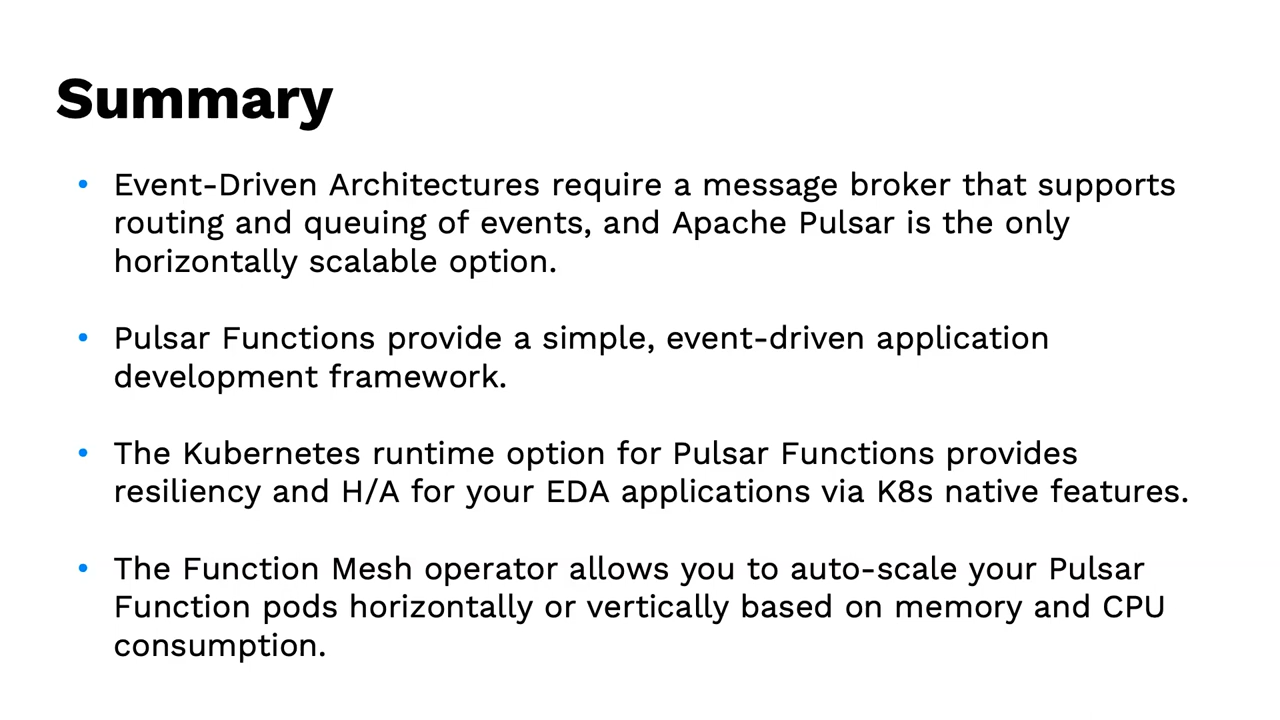 Summary
• Event-Driven Architectures require a message broker that supports
routing and queuing of events, and Apache Pulsar is the only
horizontally scalable option.
• Pulsar Functions provide a simple, event-driven application
development framework.
• The Kubernetes runtime option for Pulsar Functions provides
resiliency and H/A for your EDA applications via K8s native features.
• The Function Mesh operator allows you to auto-scale your Pulsar
Function pods horizontally or vertically based on memory and CPU
consumption.